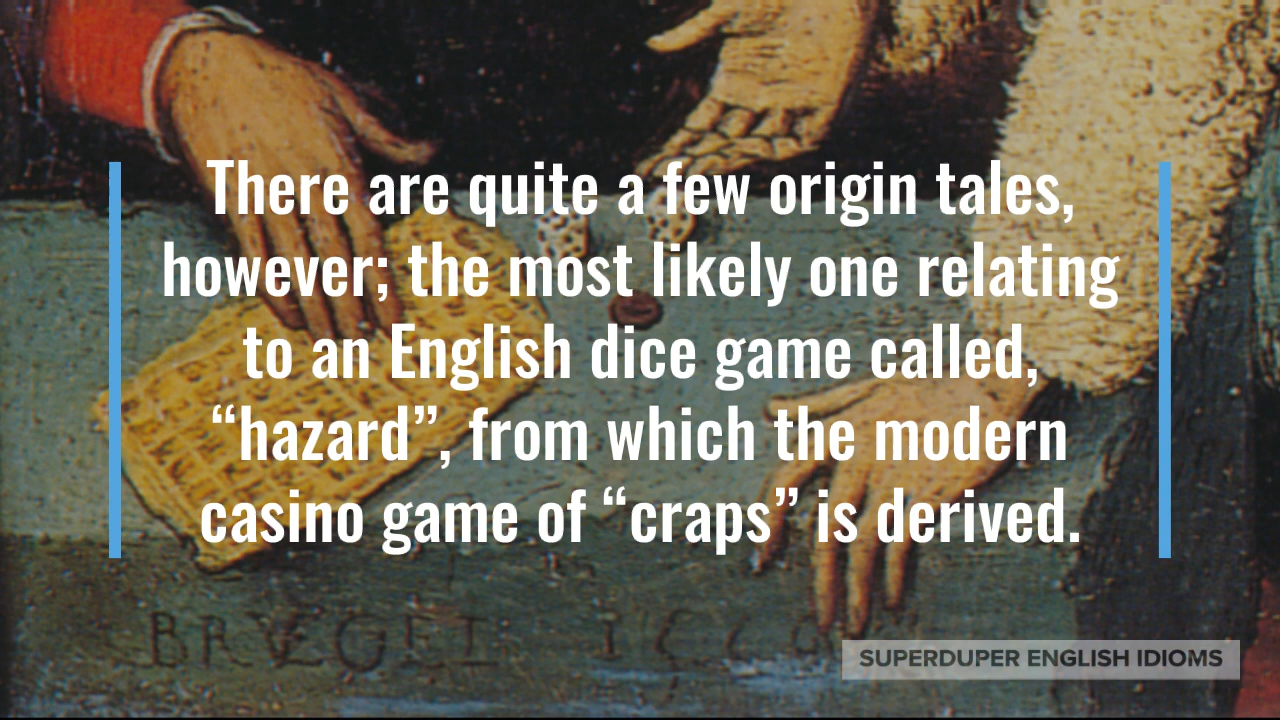 There are quite a few origin tales,
however; the most likely one relating
to an English dice game called,
“hazard”, from which the modern
casino game of “craps” is derived.
SUPERDUPER ENGLISH IDIOMS